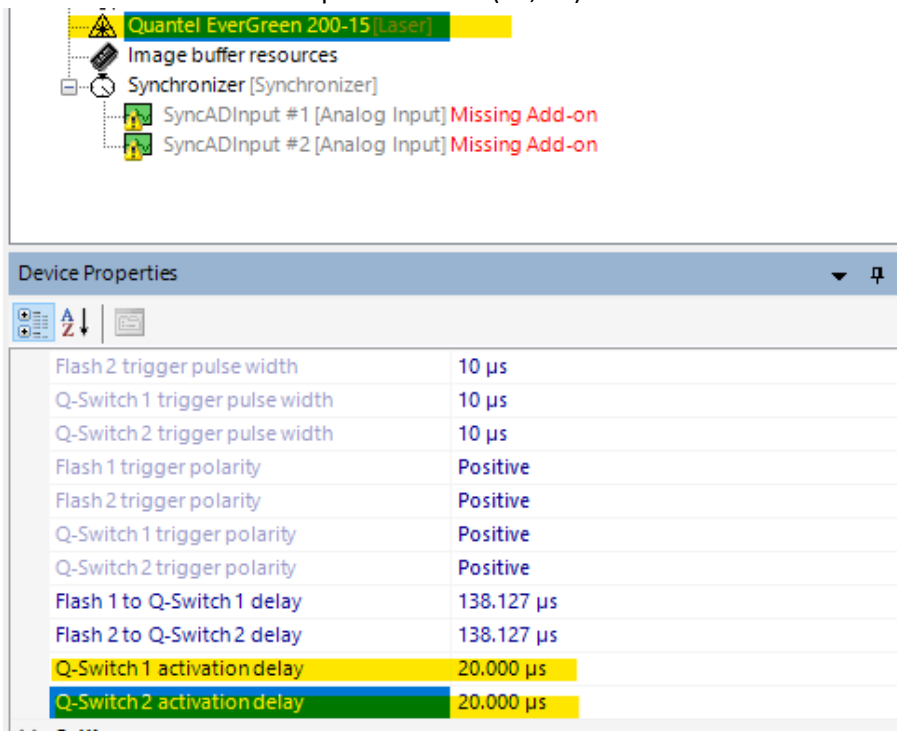 Quantel EverGreen 200-15 [Laser]
Image buffer resources
Synchronizer [Synchronizer]
SyncADInput #1 [Analog Input] Missing Add-on
SyncADInput #2 [Analog Input] Missing Add-on
Device Properties
Flash 2 trigger pulse width 10 µs
Q-Switch 1 trigger pulse width 10 µs
Q-Switch 2 trigger pulse width 10 µs
Flash 1 trigger polarity Positive
Flash 2 trigger polarity Positive
Q-Switch 1 trigger polarity Positive
Q-Switch 2 trigger polarity Positive
Flash 1 to Q-Switch 1 delay 138.127 µs
Flash 2 to Q-Switch 2 delay 138.127 µs
Q-Switch 1 activation delay 20.000 µs
Q-Switch 2 activation delay 20.000 µs